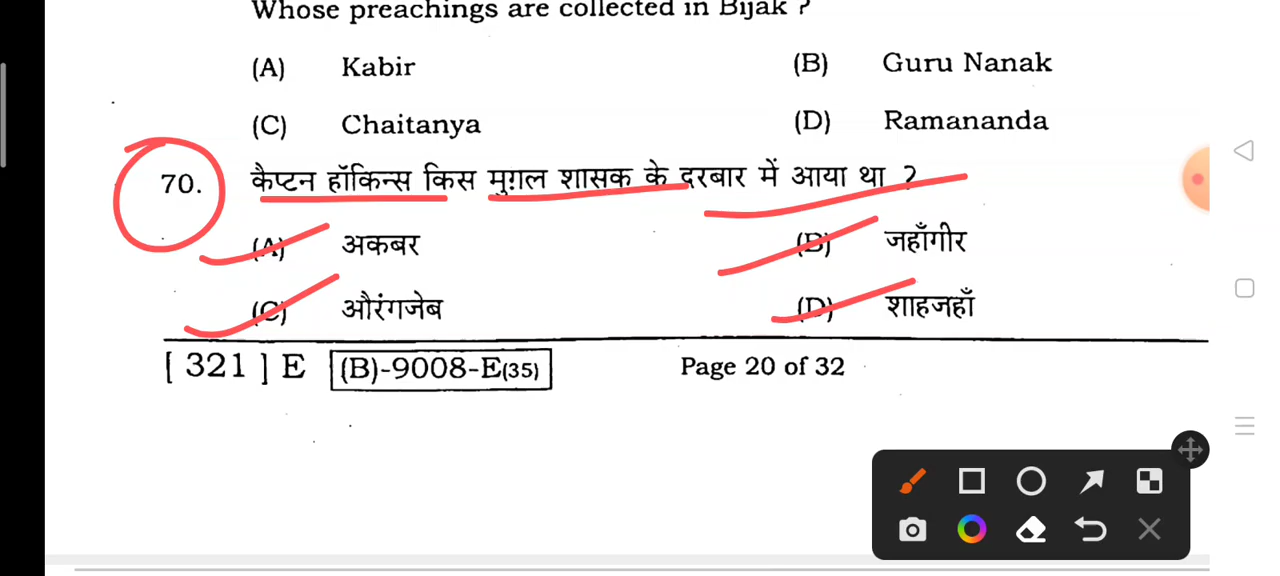 Whose preachings are collected in Bijak ?
(A) Kabir (B) Guru Nanak
(C) Chaitanya (D) Ramananda
70. कैप्टन हॉकिन्स किस मुग़ल शासक के दरबार में आया था ?
(A) अकबर (B) जहाँगीर
(C) औरंगजेब (D) शाहजहाँ
[ 321 ] E (B)-9008-E(35) Page 20 of 32